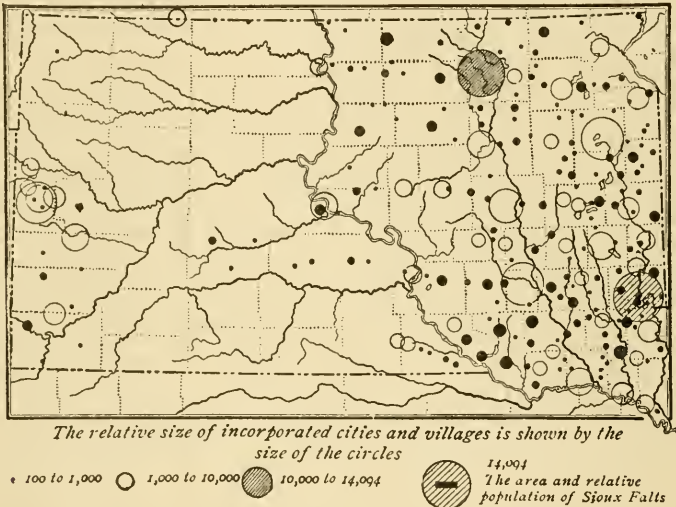 The relative size of incorporated cities and villages is shown by the
size of the circles
100 to 1,000 1,000 to 10,000 10,000 to 14,094
14,094
The area and relative
population of Sioux Falls